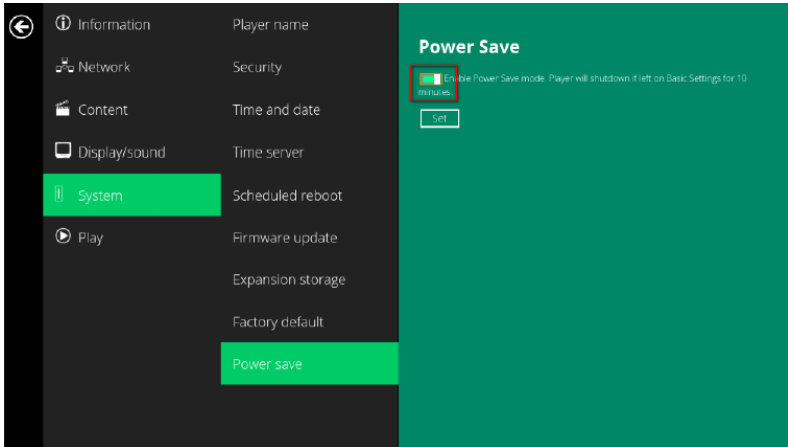 Information
Network
Content
Display/sound
System
Play
Player name
Security
Time and date
Time server
Scheduled reboot
Firmware update
Expansion storage
Factory default
Power save
Power Save
Enable Power Save mode. Player will shutdown if left on Basic Settings for 10
minutes.
Set